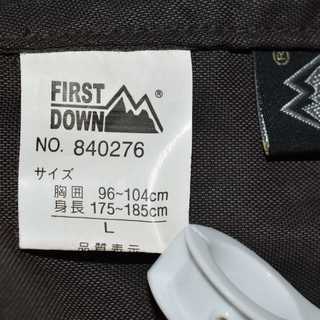 FIRST
DOWN ®
NO. 840276
サイズ
胸囲 96~104cm
身長 175~185cm
L
品質表示
®